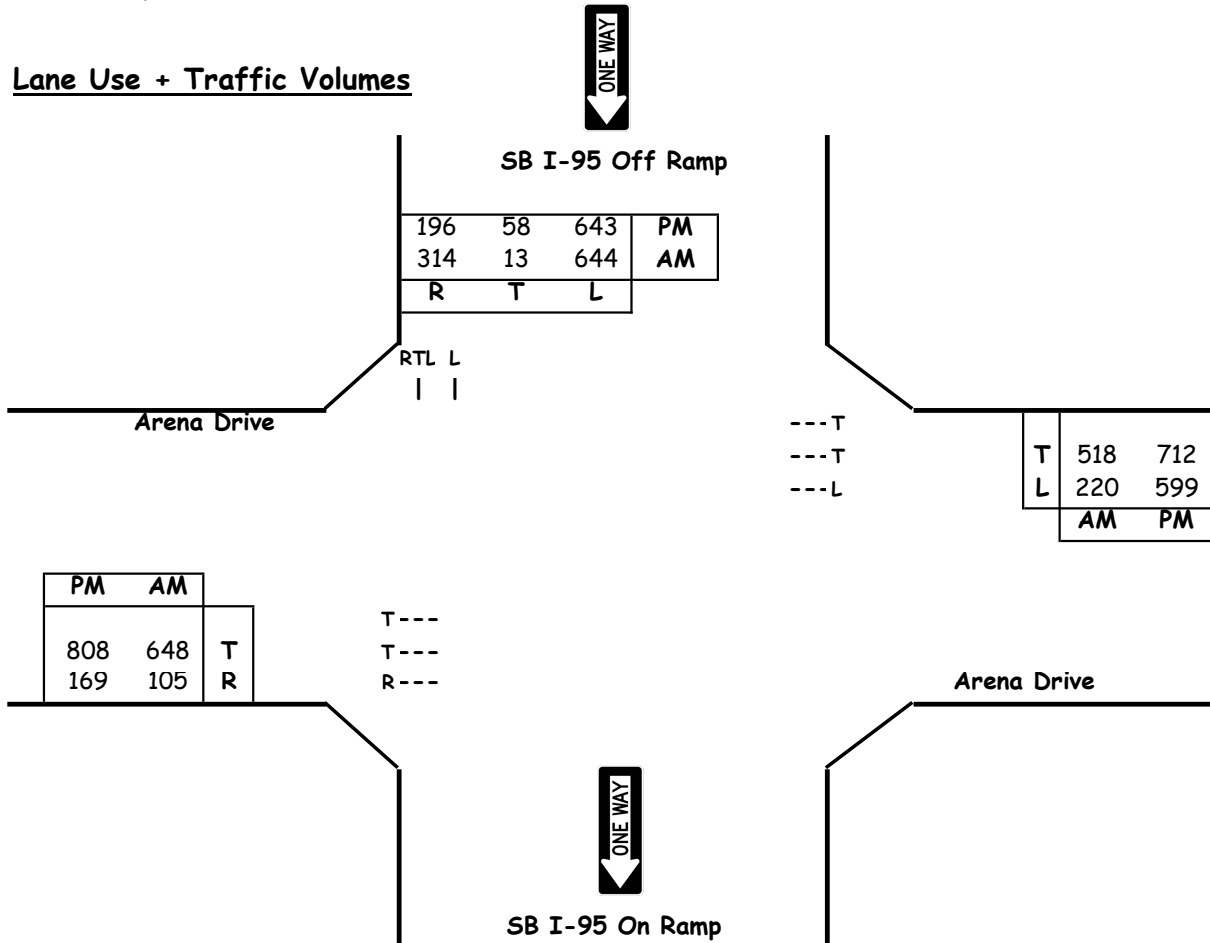 ONE WAY
Lane Use + Traffic Volumes
SB I-95 Off Ramp
196 58 643 PM
314 13 644 AM
R T L
RTL L
| |
Arena Drive
---T
---T
---L
T 518 712
L 220 599
AM PM
PM AM
808 648 T
169 105 R
T---
T---
R---
Arena Drive
ONE WAY
SB I-95 On Ramp